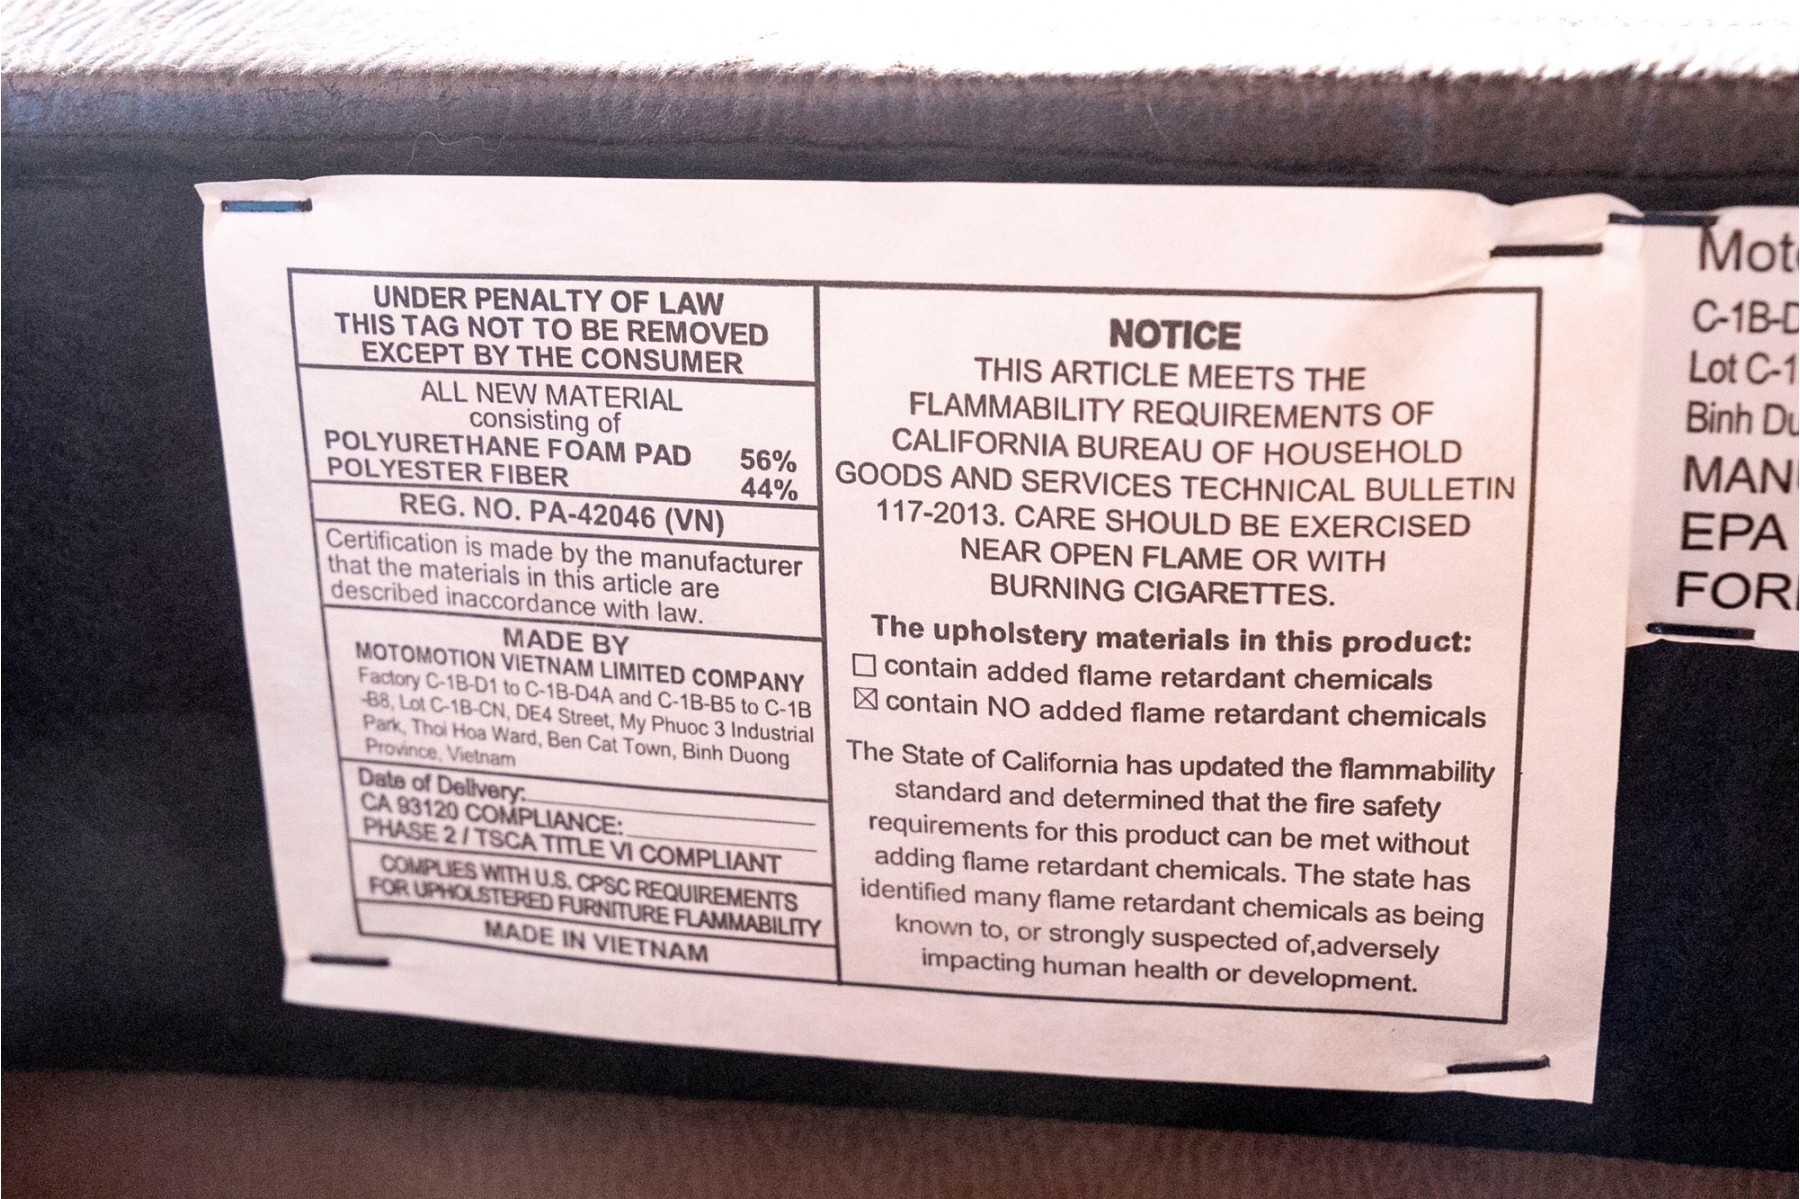 UNDER PENALTY OF LAW
THIS TAG NOT TO BE REMOVED
EXCEPT BY THE CONSUMER
ALL NEW MATERIAL
consisting of
POLYURETHANE FOAM PAD 56%
POLYESTER FIBER 44%
REG. NO. PA-42046 (VN)
Certification is made by the manufacturer
that the materials in this article are
described inaccordance with law.
MADE BY
MOTOMOTION VIETNAM LIMITED COMPANY
Factory C-1B-D1 to C-1B-D4A and C-1B-B5 to C-1B
-B8, Lot C-1B-CN, DE4 Street, My Phuoc 3 Industrial
Park, Thoi Hoa Ward, Ben Cat Town, Binh Duong
Province, Vietnam
Date of Delivery:
CA 93120 COMPLIANCE:
PHASE 2 / TSCA TITLE VI COMPLIANT
COMPLIES WITH U.S. CPSC REQUIREMENTS
FOR UPHOLSTERED FURNITURE FLAMMABILITY
MADE IN VIETNAM
NOTICE
THIS ARTICLE MEETS THE
FLAMMABILITY REQUIREMENTS OF
CALIFORNIA BUREAU OF HOUSEHOLD
GOODS AND SERVICES TECHNICAL BULLETIN
117-2013. CARE SHOULD BE EXERCISED
NEAR OPEN FLAME OR WITH
BURNING CIGARETTES.
The upholstery materials in this product:
☐ contain added flame retardant chemicals
☒ contain NO added flame retardant chemicals
The State of California has updated the flammability
standard and determined that the fire safety
requirements for this product can be met without
adding flame retardant chemicals. The state has
identified many flame retardant chemicals as being
known to, or strongly suspected of,adversely
impacting human health or development.
Mot
C-1B-D
Lot C-1
Binh Du
MAN
EPA
FOR